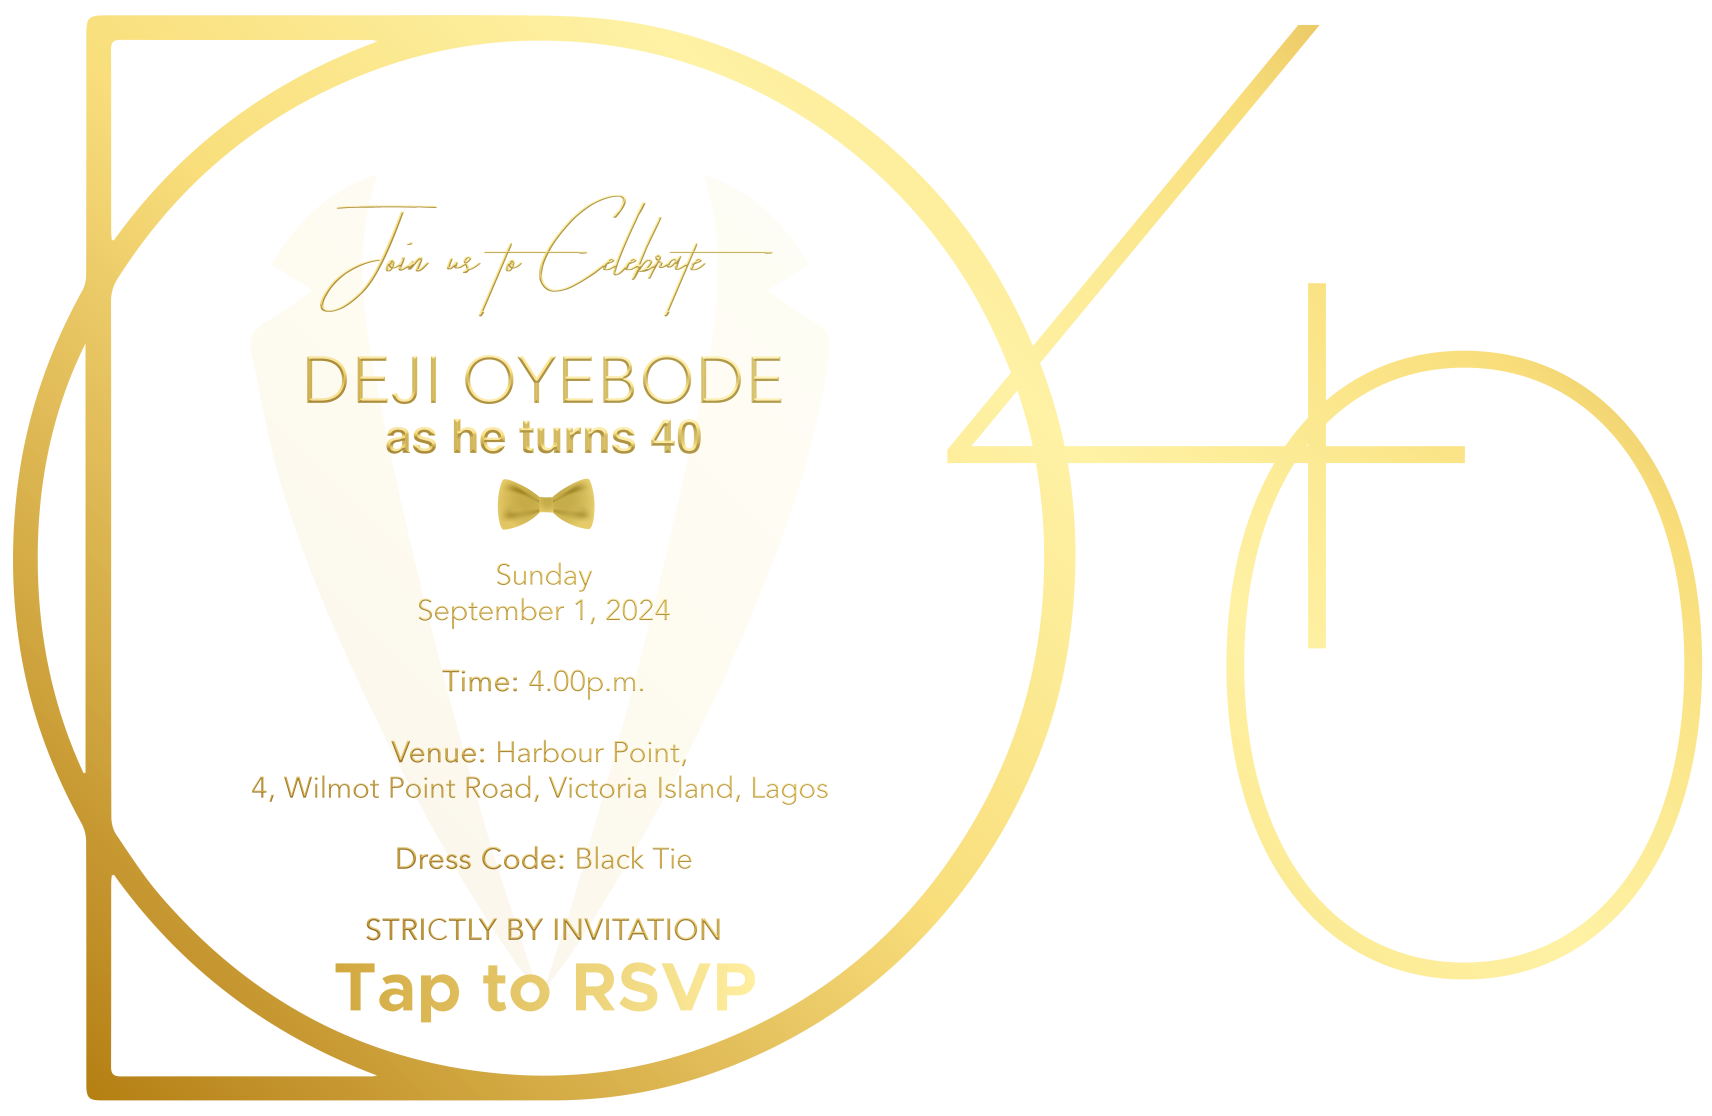 Join us to Celebrate
DEJI OYEBODE
as he turns 40
Sunday
September 1, 2024
Time: 4.00p.m.
Venue: Harbour Point,
4, Wilmot Point Road, Victoria Island, Lagos
Dress Code: Black Tie
STRICTLY BY INVITATION
Tap to RSVP
D
40